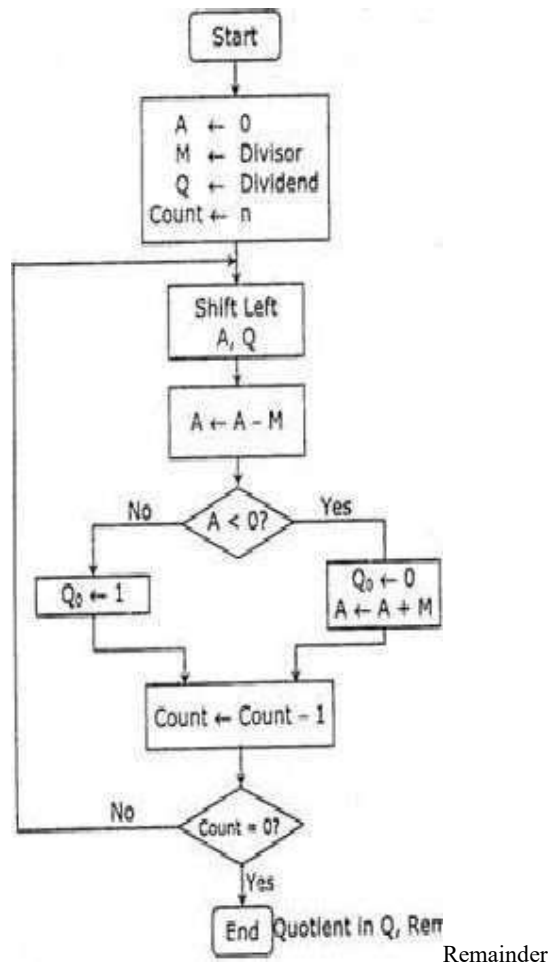 Start
A ← 0
M ← Divisor
Q ← Dividend
Count ← n
Shift Left
A, Q
A ← A – M
No
A < 0?
Yes
Q₀ ← 1
Q₀ ← 0
A ← A + M
Count ← Count – 1
No
Count = 0?
Yes
End
Quotient in Q, Rem
Remainder